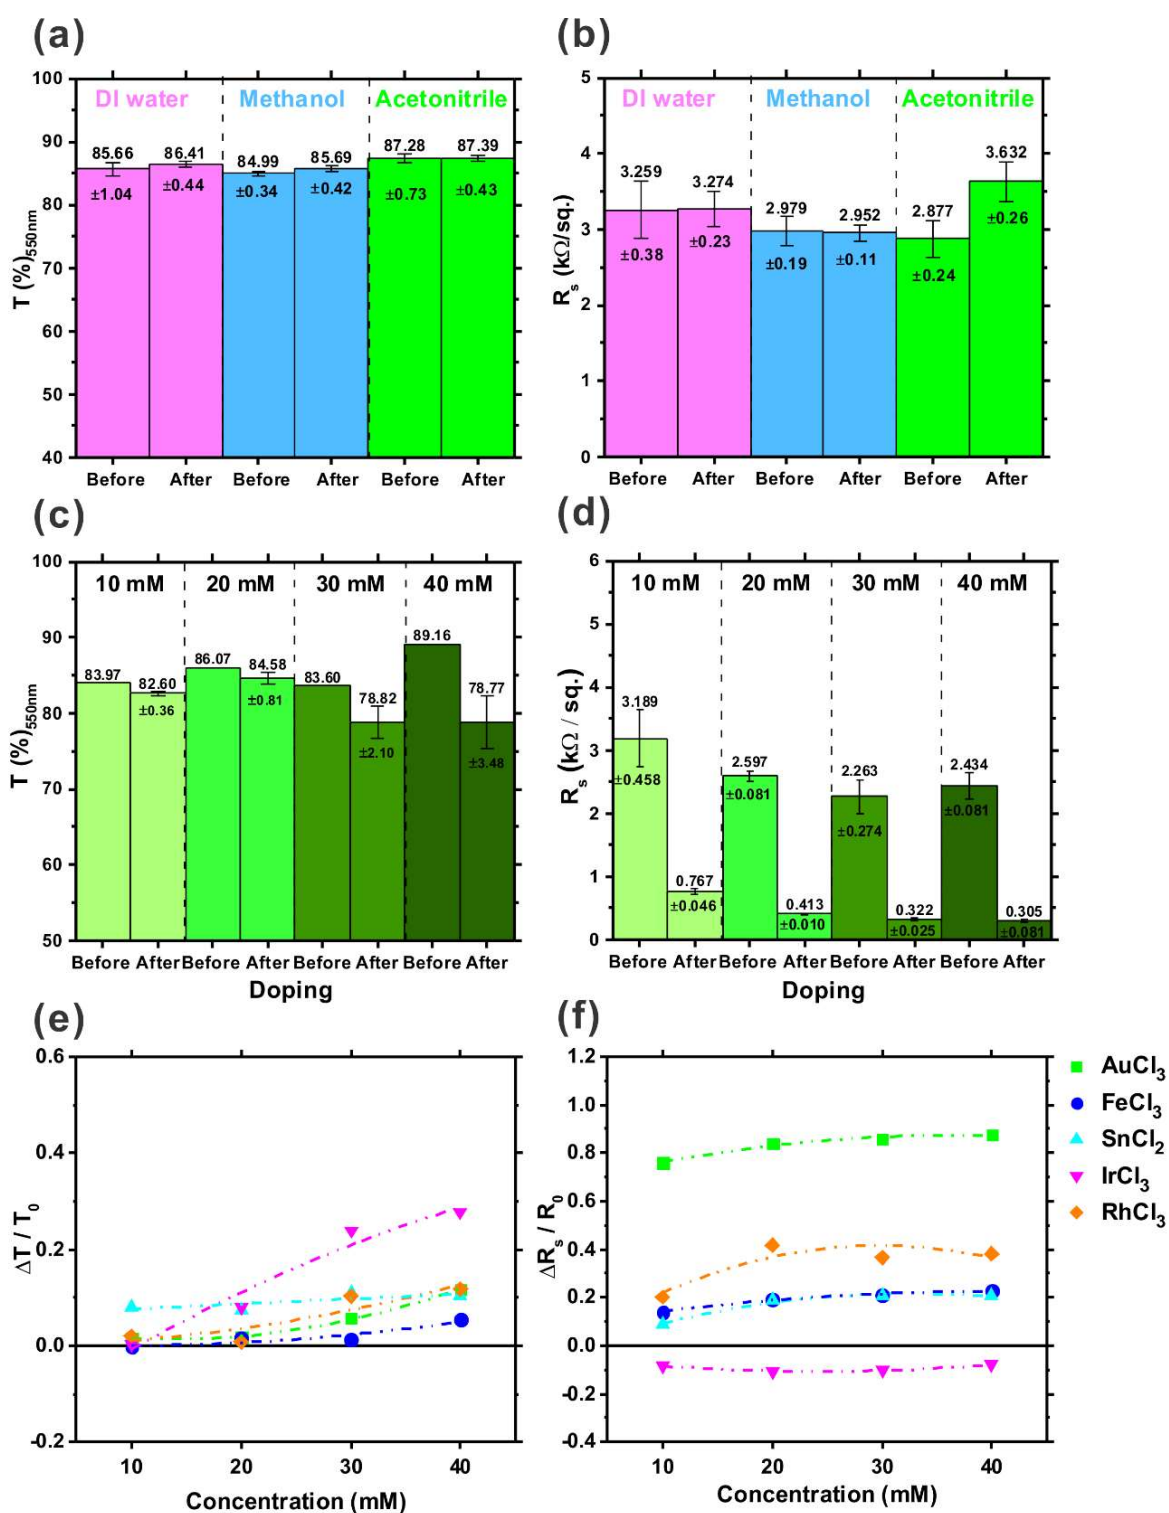 (a)
100
90
80
70
60
50
40
T (%)550nm
DI water
Methanol
Acetonitrile
85.66
±1.04
86.41
±0.44
84.99
±0.34
85.69
±0.42
87.28
±0.73
87.39
±0.43
Before After Before After Before After
(b)
5
4
3
2
1
0
Rs (kΩ/sq.)
DI water
Methanol
Acetonitrile
3.259
±0.38
3.274
±0.23
2.979
±0.19
2.952
±0.11
2.877
±0.24
3.632
±0.26
Before After Before After Before After
(c)
100
90
80
70
60
50
T (%)550nm
10 mM
20 mM
30 mM
40 mM
83.97
82.60
±0.36
86.07
84.58
±0.81
83.60
78.82
±2.10
89.16
78.77
±3.48
Before After Before After Before After Before After
Doping
(d)
6
5
4
3
2
1
0
Rs (kΩ / sq.)
10 mM
20 mM
30 mM
40 mM
3.189
±0.458
0.767
±0.046
2.597
±0.081
0.413
±0.010
2.263
±0.274
0.322
±0.025
2.434
±0.081
0.305
±0.081
Before After Before After Before After Before After
Doping
(e)
0.6
0.4
0.2
0.0
-0.2
ΔT / T0
10 20 30 40
Concentration (mM)
(f)
1.2
1.0
0.8
0.6
0.4
0.2
0.0
-0.2
-0.4
ΔRs / R0
10 20 30 40
Concentration (mM)
AuCl3
FeCl3
SnCl2
IrCl3
RhCl3